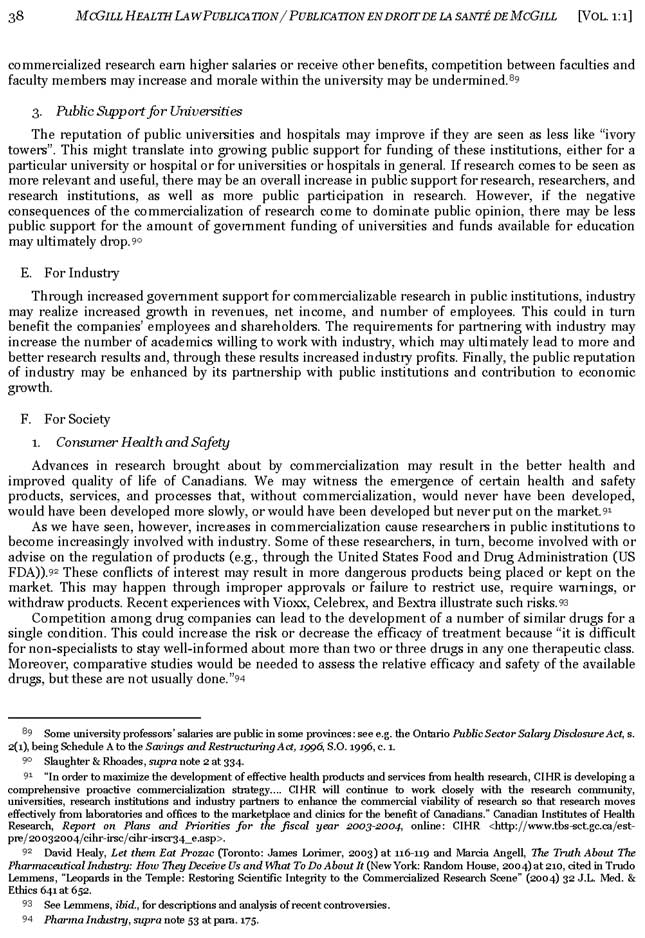 38 MCGILL HEALTH LAW PUBLICATION / PUBLICATION EN DROIT DE LA SANTÉ DE MCGILL [VOL. 1:1]
commercialized research earn higher salaries or receive other benefits, competition between faculties and
faculty members may increase and morale within the university may be undermined.89
3. Public Support for Universities
The reputation of public universities and hospitals may improve if they are seen as less like “ivory
towers”. This might translate into growing public support for funding of these institutions, either for a
particular university or hospital or for universities or hospitals in general. If research comes to be seen as
more relevant and useful, there may be an overall increase in public support for research, researchers, and
research institutions, as well as more public participation in research. However, if the negative
consequences of the commercialization of research come to dominate public opinion, there may be less
public support for the amount of government funding of universities and funds available for education
may ultimately drop.90
E. For Industry
Through increased government support for commercializable research in public institutions, industry
may realize increased growth in revenues, net income, and number of employees. This could in turn
benefit the companies’ employees and shareholders. The requirements for partnering with industry may
increase the number of academics willing to work with industry, which may ultimately lead to more and
better research results and, through these results increased industry profits. Finally, the public reputation
of industry may be enhanced by its partnership with public institutions and contribution to economic
growth.
F. For Society
1. Consumer Health and Safety
Advances in research brought about by commercialization may result in the better health and
improved quality of life of Canadians. We may witness the emergence of certain health and safety
products, services, and processes that, without commercialization, would never have been developed,
would have been developed more slowly, or would have been developed but never put on the market.91
As we have seen, however, increases in commercialization cause researchers in public institutions to
become increasingly involved with industry. Some of these researchers, in turn, become involved with or
advise on the regulation of products (e.g., through the United States Food and Drug Administration (US
FDA)).92 These conflicts of interest may result in more dangerous products being placed or kept on the
market. This may happen through improper approvals or failure to restrict use, require warnings, or
withdraw products. Recent experiences with Vioxx, Celebrex, and Bextra illustrate such risks.93
Competition among drug companies can lead to the development of a number of similar drugs for a
single condition. This could increase the risk or decrease the efficacy of treatment because “it is difficult
for non-specialists to stay well-informed about more than two or three drugs in any one therapeutic class.
Moreover, comparative studies would be needed to assess the relative efficacy and safety of the available
drugs, but these are not usually done.”94
89 Some university professors’ salaries are public in some provinces: see e.g. the Ontario Public Sector Salary Disclosure Act, s.
2(1), being Schedule A to the Savings and Restructuring Act, 1996, S.O. 1996, c. 1.
90 Slaughter & Rhoades, supra note 2 at 334.
91 “In order to maximize the development of effective health products and services from health research, CIHR is developing a
comprehensive proactive commercialization strategy…. CIHR will continue to work closely with the research community,
universities, research institutions and industry partners to enhance the commercial viability of research so that research moves
effectively from laboratories and offices to the marketplace and clinics for the benefit of Canadians.” Canadian Institutes of Health
Research, Report on Plans and Priorities for the fiscal year 2003-2004, online: CIHR <http://www.tbs-sct.gc.ca/est-
pre/20032004/cihr-irsc/cihr-irscr34_e.asp>.
92 David Healy, Let them Eat Prozac (Toronto: James Lorimer, 2003) at 116-119 and Marcia Angell, The Truth About The
Pharmaceutical Industry: How They Deceive Us and What To Do About It (New York: Random House, 2004) at 210, cited in Trudo
Lemmens, “Leopards in the Temple: Restoring Scientific Integrity to the Commercialized Research Scene” (2004) 32 J.L. Med. &
Ethics 641 at 652.
93 See Lemmens, ibid., for descriptions and analysis of recent controversies.
94 Pharma Industry, supra note 53 at para. 175.